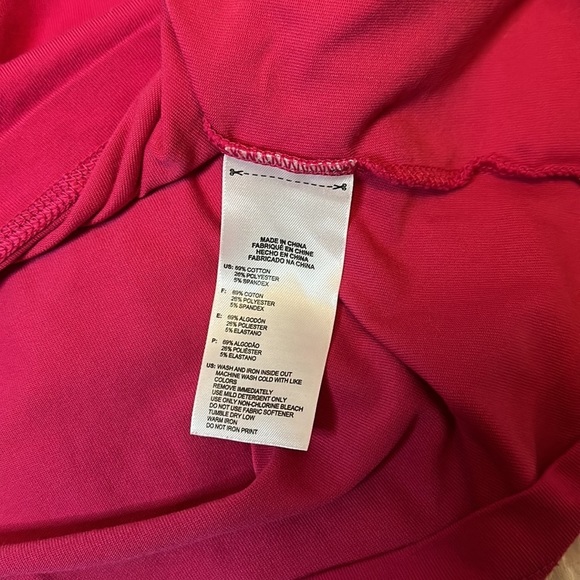 MADE IN CHINA
FABRIQUÉ EN CHINE
HECHO EN CHINA
FABRICADO NA CHINA
US: 69% COTTON
26% POLYESTER
5% SPANDEX
F: 69% COTON
26% POLYESTER
5% SPANDEX
E: 69% ALGODÓN
26% POLIESTER
5% ELASTANO
P: 69% ALGODÃO
26% POLIÉSTER
5% ELASTANO
US: WASH AND IRON INSIDE OUT
MACHINE WASH COLD WITH LIKE
COLORS
REMOVE IMMEDIATELY
USE MILD DETERGENT ONLY
USE ONLY NON-CHLORINE BLEACH
DO NOT USE FABRIC SOFTENER
TUMBLE DRY LOW
WARM IRON
DO NOT IRON PRINT